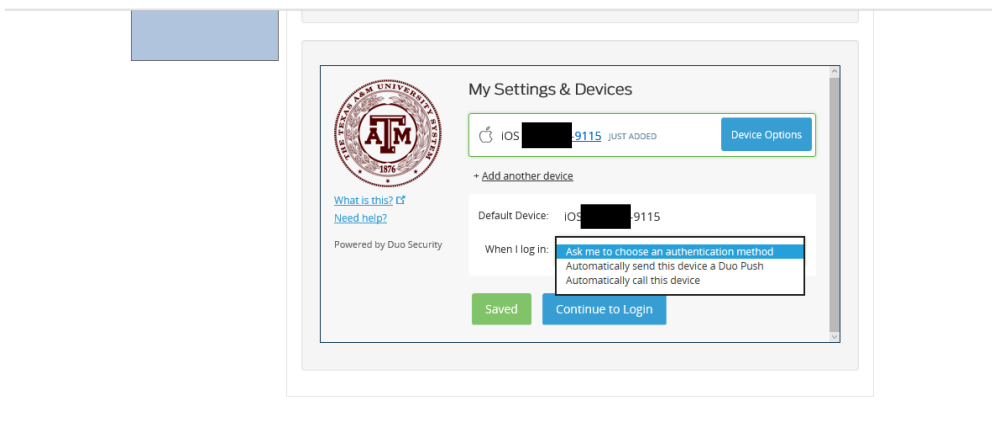 My Settings & Devices
iOS -9115 JUST ADDED
Device Options
+ Add another device
What is this?
Need help?
Powered by Duo Security
Default Device: iOS -9115
When I log in:
Ask me to choose an authentication method
Automatically send this device a Duo Push
Automatically call this device
Saved
Continue to Login
THE TEXAS A&M UNIVERSITY SYSTEM
ATM
1876